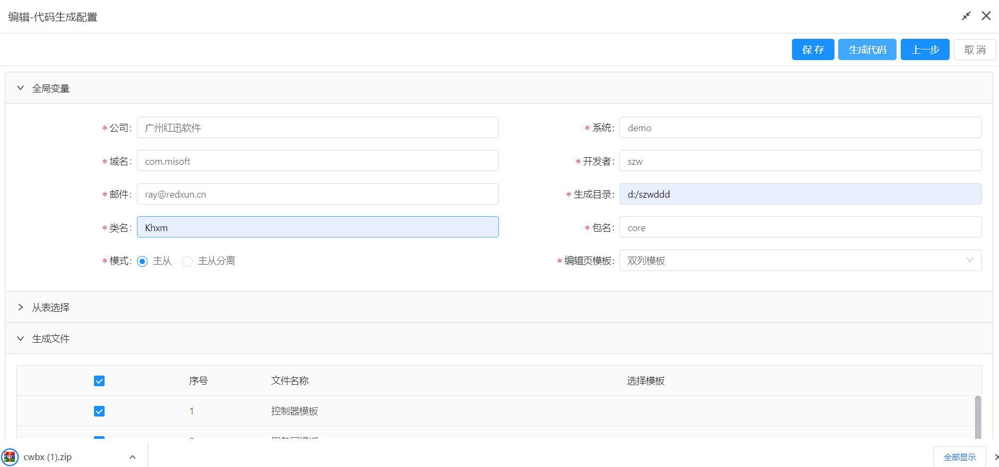 编辑-代码生成配置
保 存 生成代码 上一步 取 消
全局变量
* 公司: 广州红迅软件 * 系统: demo
* 域名: com.misoft * 开发者: szw
* 邮件: ray@redxun.cn * 生成目录: d:/szwddd
* 类名: Khxm * 包名: core
* 模式: 主从 主从分离 * 编辑页模板: 双列模板
从表选择
生成文件
序号 文件名称 选择模板
1 控制器模板
cwbx (1).zip 全部显示